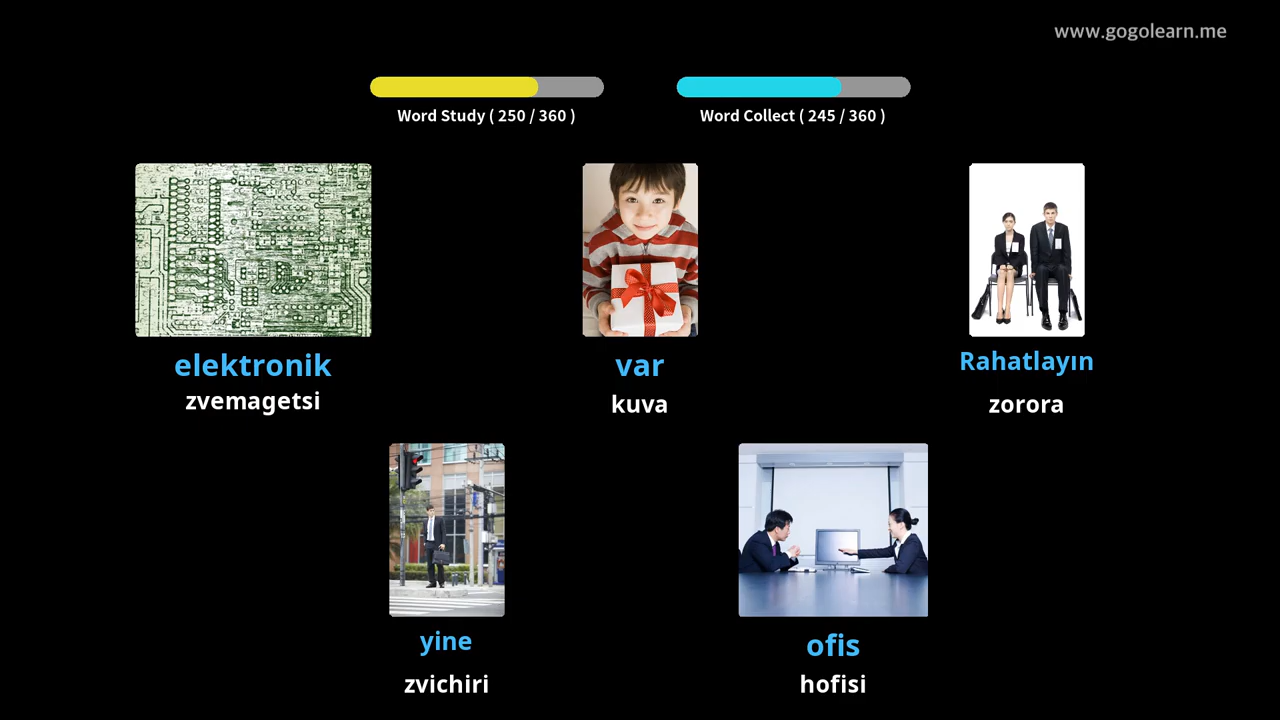 www.gogolearn.me
Word Study ( 250 / 360 )
Word Collect ( 245 / 360 )
elektronik
zvemagetsi
var
kuva
Rahatlayın
zorora
yine
zvichiri
ofis
hofisi